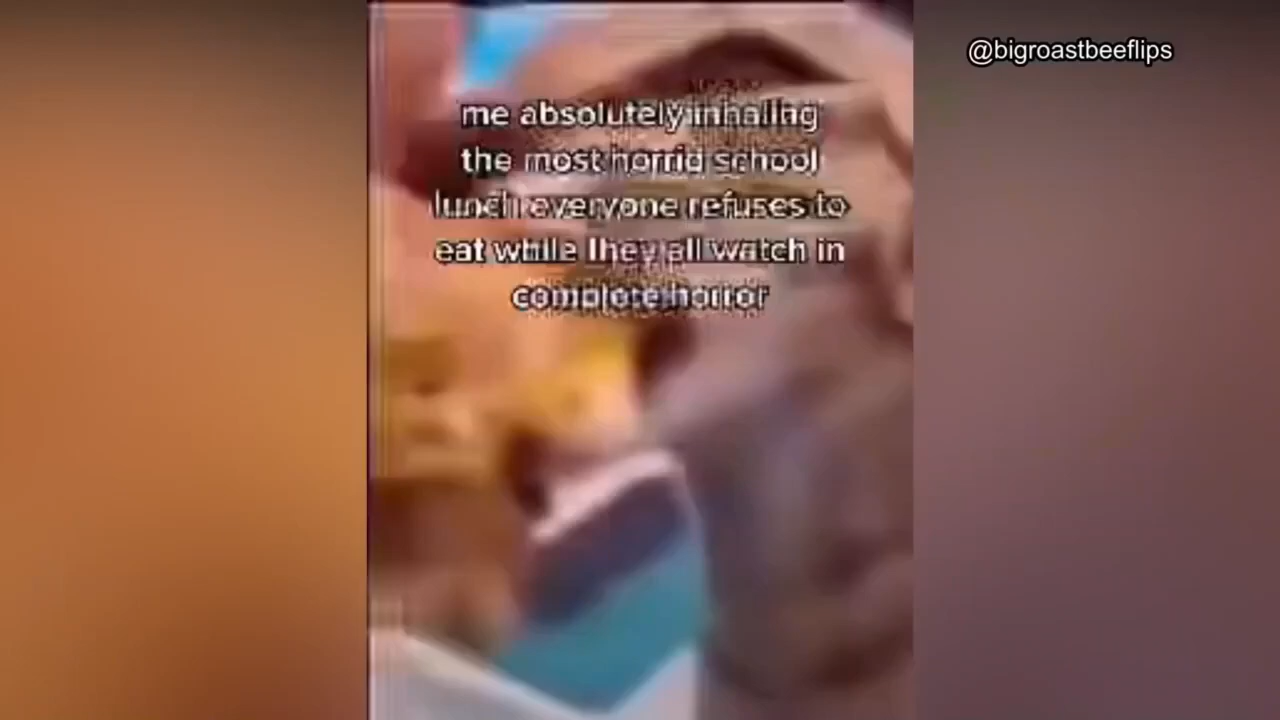 @bigroastbeeflips
me absolutely inhaling
the most horrid school
lunch everyone refuses to
eat while they all watch in
complete horror